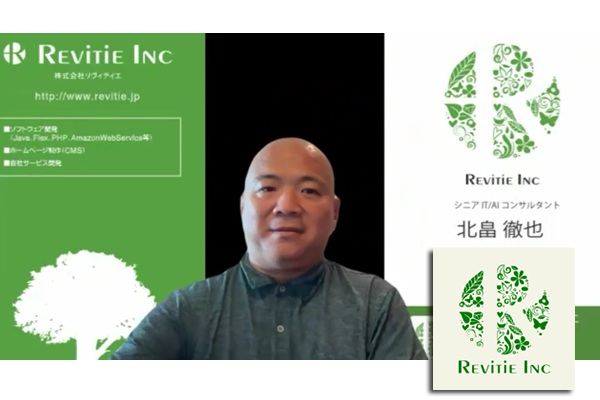 REVITIE INC
株式会社リヴィティエ
http://www.revitie.jp
■ソフトウェア開発
(Java、Flex、PHP、AmazonWebService等)
■ホームページ制作(CMS)
■自社サービス開発
REVITIE INC
シニア IT/AI コンサルタント
北畠 徹也
REVITIE INC